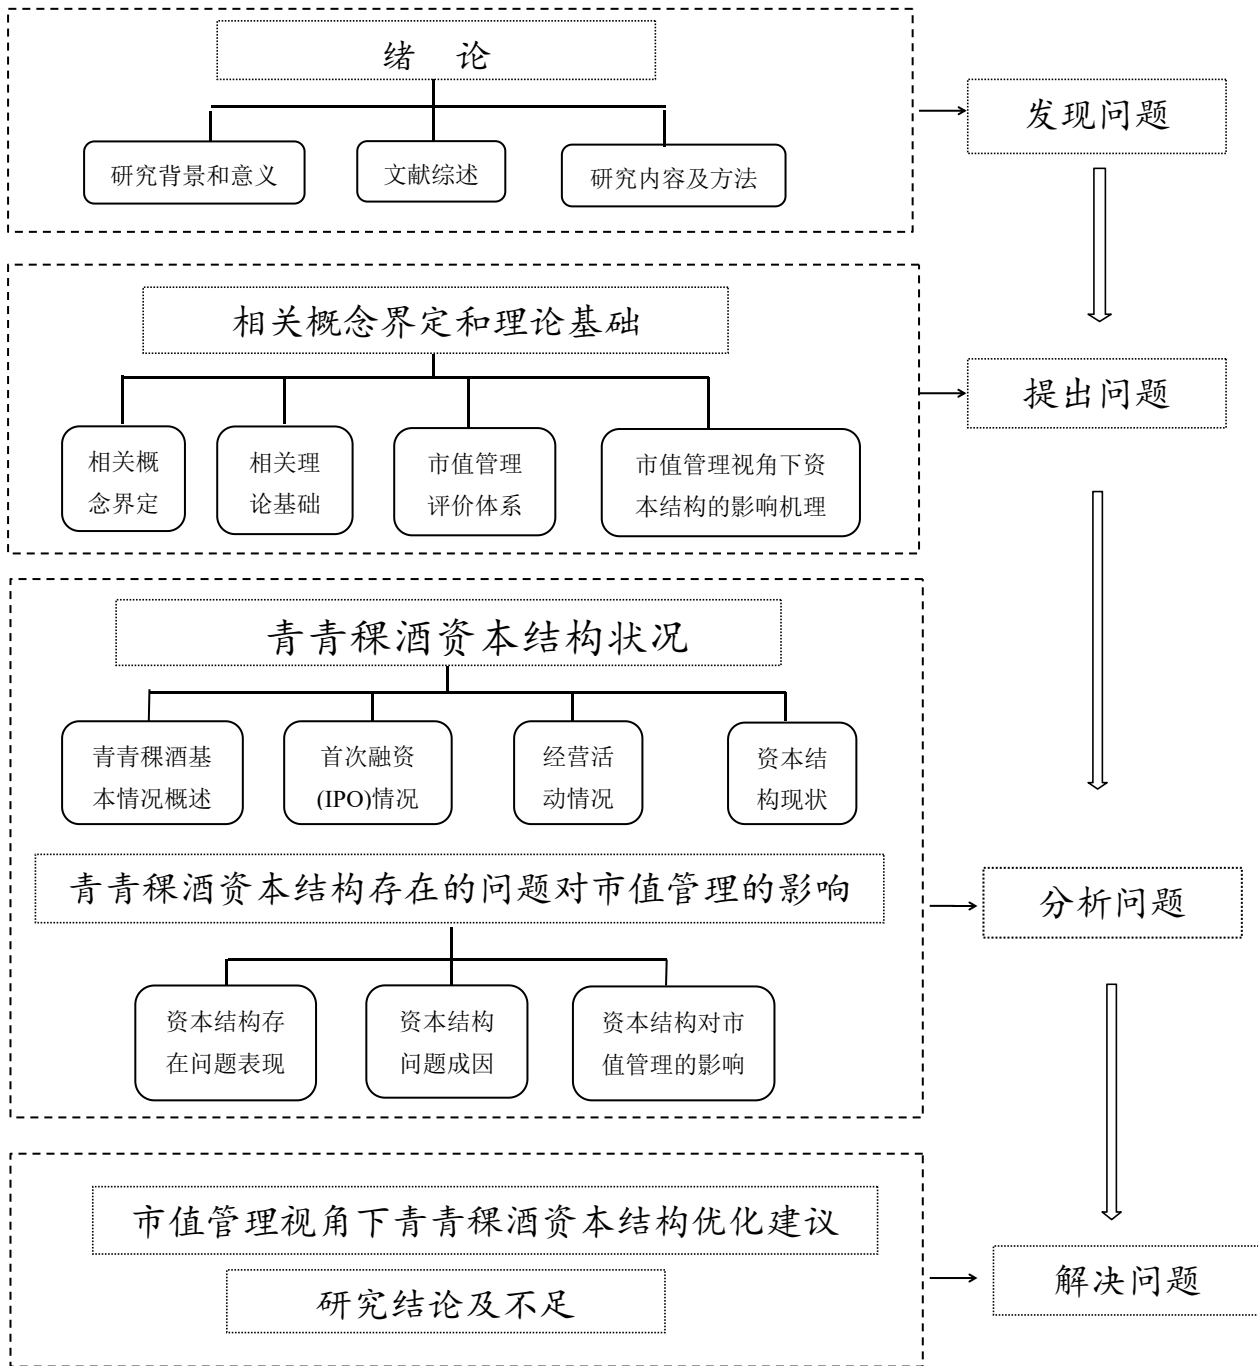 绪 论
发现问题
研究背景和意义
文献综述
研究内容及方法
相关概念界定和理论基础
提出问题
相关概
念界定
相关理
论基础
市值管理
评价体系
市值管理视角下资
本结构的影响机理
青青稞酒资本结构状况
青青稞酒基
本情况概述
首次融资
(IPO)情况
经营活
动情况
资本结
构现状
青青稞酒资本结构存在的问题对市值管理的影响
分析问题
资本结构存
在问题表现
资本结构
问题成因
资本结构对市
值管理的影响
市值管理视角下青青稞酒资本结构优化建议
解决问题
研究结论及不足